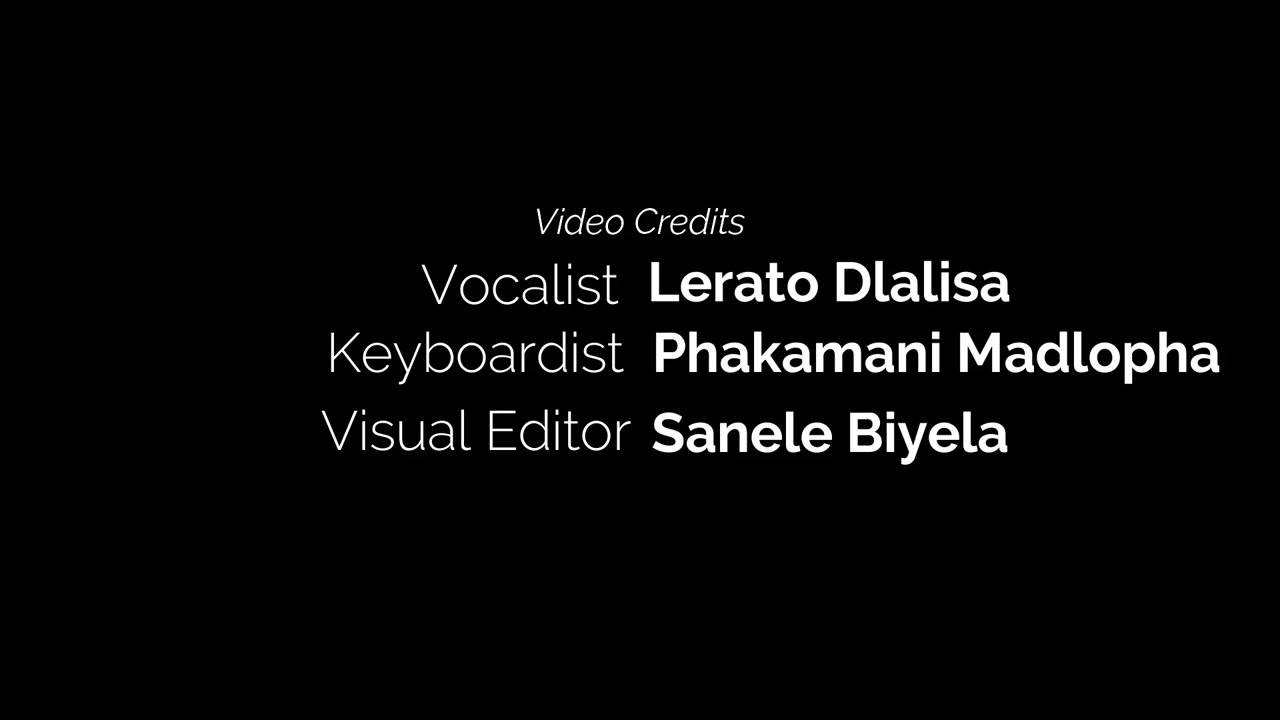 Video Credits
Vocalist Lerato Dlalisa
Keyboardist Phakamani Madlopha
Visual Editor Sanele Biyela